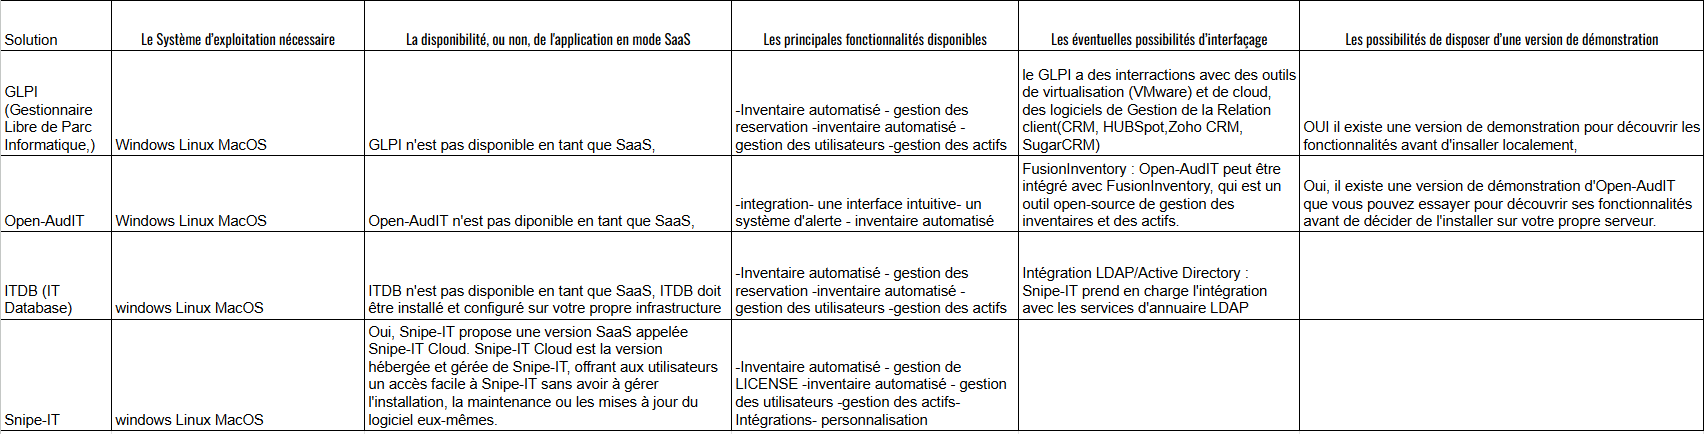 Solution
Le Système d'exploitation nécessaire
La disponibilité, ou non, de l'application en mode SaaS
Les principales fonctionnalités disponibles
Les éventuelles possibilités d'interfaçage
Les possibilités de disposer d'une version de démonstration
GLPI
(Gestionnaire
Libre de Parc
Informatique,)
Windows Linux MacOS
GLPI n'est pas disponible en tant que SaaS,
-Inventaire automatisé - gestion des
reservation -inventaire automatisé -
gestion des utilisateurs -gestion des actifs
le GLPI a des interractions avec des outils
de virtualisation (VMware) et de cloud,
des logiciels de Gestion de la Relation
client(CRM, HUBSpot,Zoho CRM,
SugarCRM)
OUI il existe une version de demonstration pour découvrir les
fonctionnalités avant d'insaller localement,
Open-AudIT
Windows Linux MacOS
Open-AudIT n'est pas diponible en tant que SaaS,
-integration- une interface intuitive- un
système d'alerte - inventaire automatisé
FusionInventory : Open-AudIT peut être
intégré avec FusionInventory, qui est un
outil open-source de gestion des
inventaires et des actifs.
Oui, il existe une version de démonstration d'Open-AudIT
que vous pouvez essayer pour découvrir ses fonctionnalités
avant de décider de l'installer sur votre propre serveur.
ITDB (IT
Database)
windows Linux MacOS
ITDB n'est pas disponible en tant que SaaS, ITDB doit
être installé et configuré sur votre propre infrastructure
-Inventaire automatisé - gestion des
reservation -inventaire automatisé -
gestion des utilisateurs -gestion des actifs
Intégration LDAP/Active Directory :
Snipe-IT prend en charge l'intégration
avec les services d'annuaire LDAP
Snipe-IT
windows Linux MacOS
Oui, Snipe-IT propose une version SaaS appelée
Snipe-IT Cloud. Snipe-IT Cloud est la version
hébergée et gérée de Snipe-IT, offrant aux utilisateurs
un accès facile à Snipe-IT sans avoir à gérer
l'installation, la maintenance ou les mises à jour du
logiciel eux-mêmes.
-Inventaire automatisé - gestion de
LICENSE -inventaire automatisé - gestion
des utilisateurs -gestion des actifs-
Intégrations- personnalisation